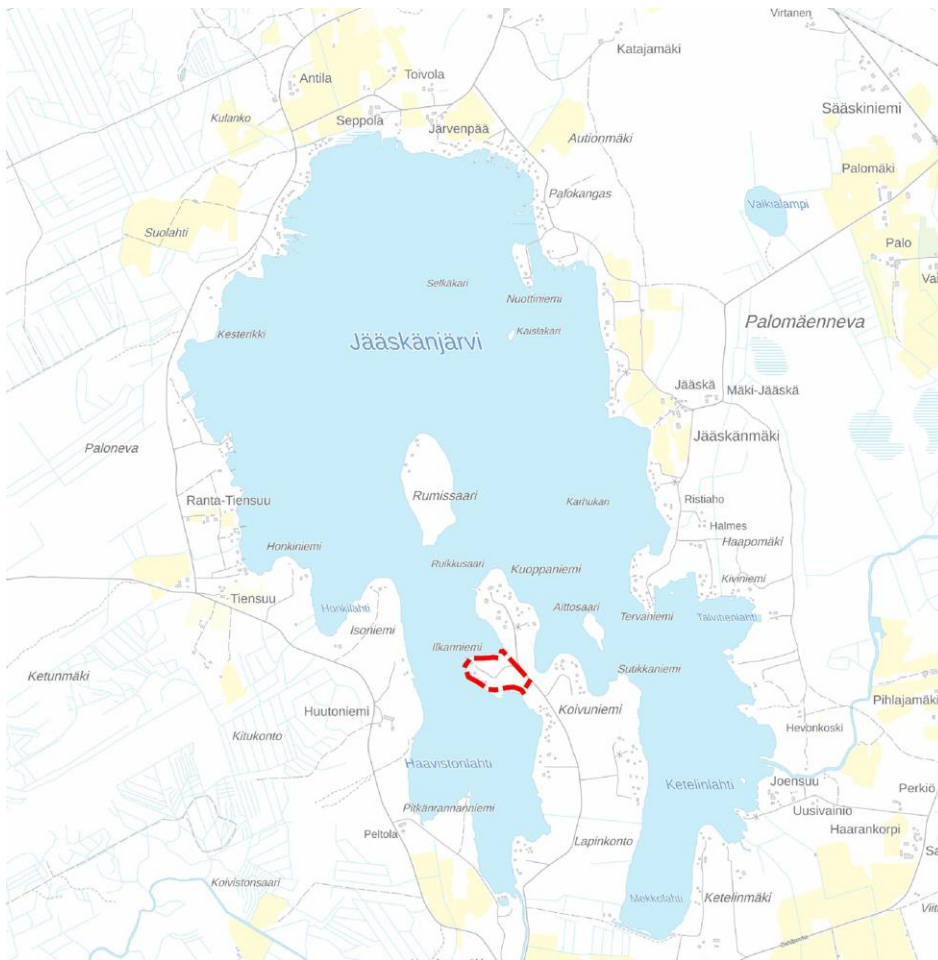 Virtanen
Katajamäki
Antila
Toivola
Sääskiniemi
Kulanko
Seppola
Järvenpää
Autionmäki
Palomäki
Palokangas
Valkialampi
Suolahti
Palo
Selkäkari
Nuottiniemi
Kesterikki
Kaislakari
Palomäenneva
Jääskänjärvi
Jääskä
Mäki-Jääskä
Jääskänmäki
Paloneva
Rumissaari
Ranta-Tiensuu
Karhukari
Ristiaho
Halmes
Haapomäki
Honkiniemi
Ruikkusaari
Kuoppaniemi
Kiviniemi
Tiensuu
Honkilahti
Aittosaari
Tervaniemi
Talvitienlahti
Isoniemi
Ilkanniemi
Sutikkaniemi
Ketunmäki
Pihlajamäki
Huutoniemi
Koivuniemi
Hevonkoski
Kitukonto
Haavistonlahti
Ketelinlahti
Joensuu
Perkiö
Pitkänrannanniemi
Uusivainio
Peltola
Lapinkonto
Haarankorpi
Koivistonsaari
Mekkolahti
Ketelinmäki